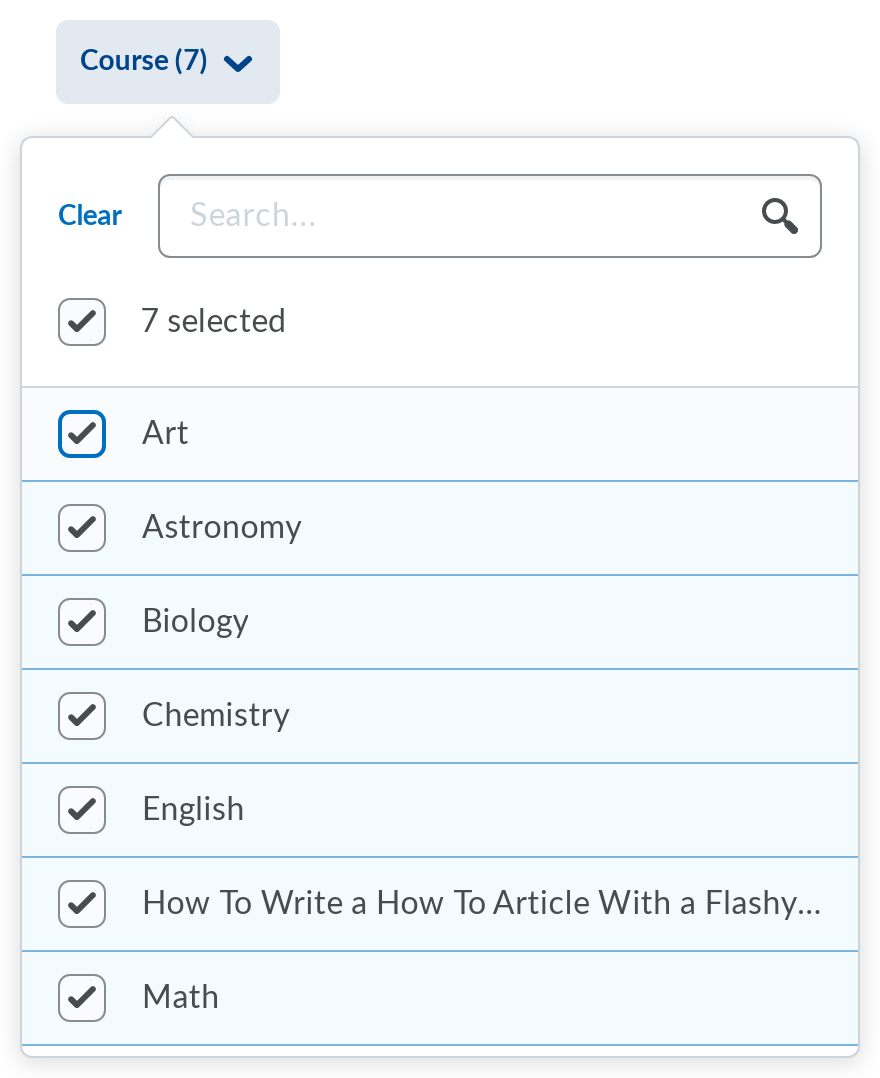 Course (7)
Clear
Search...
7 selected
Art
Astronomy
Biology
Chemistry
English
How To Write a How To Article With a Flashy...
Math